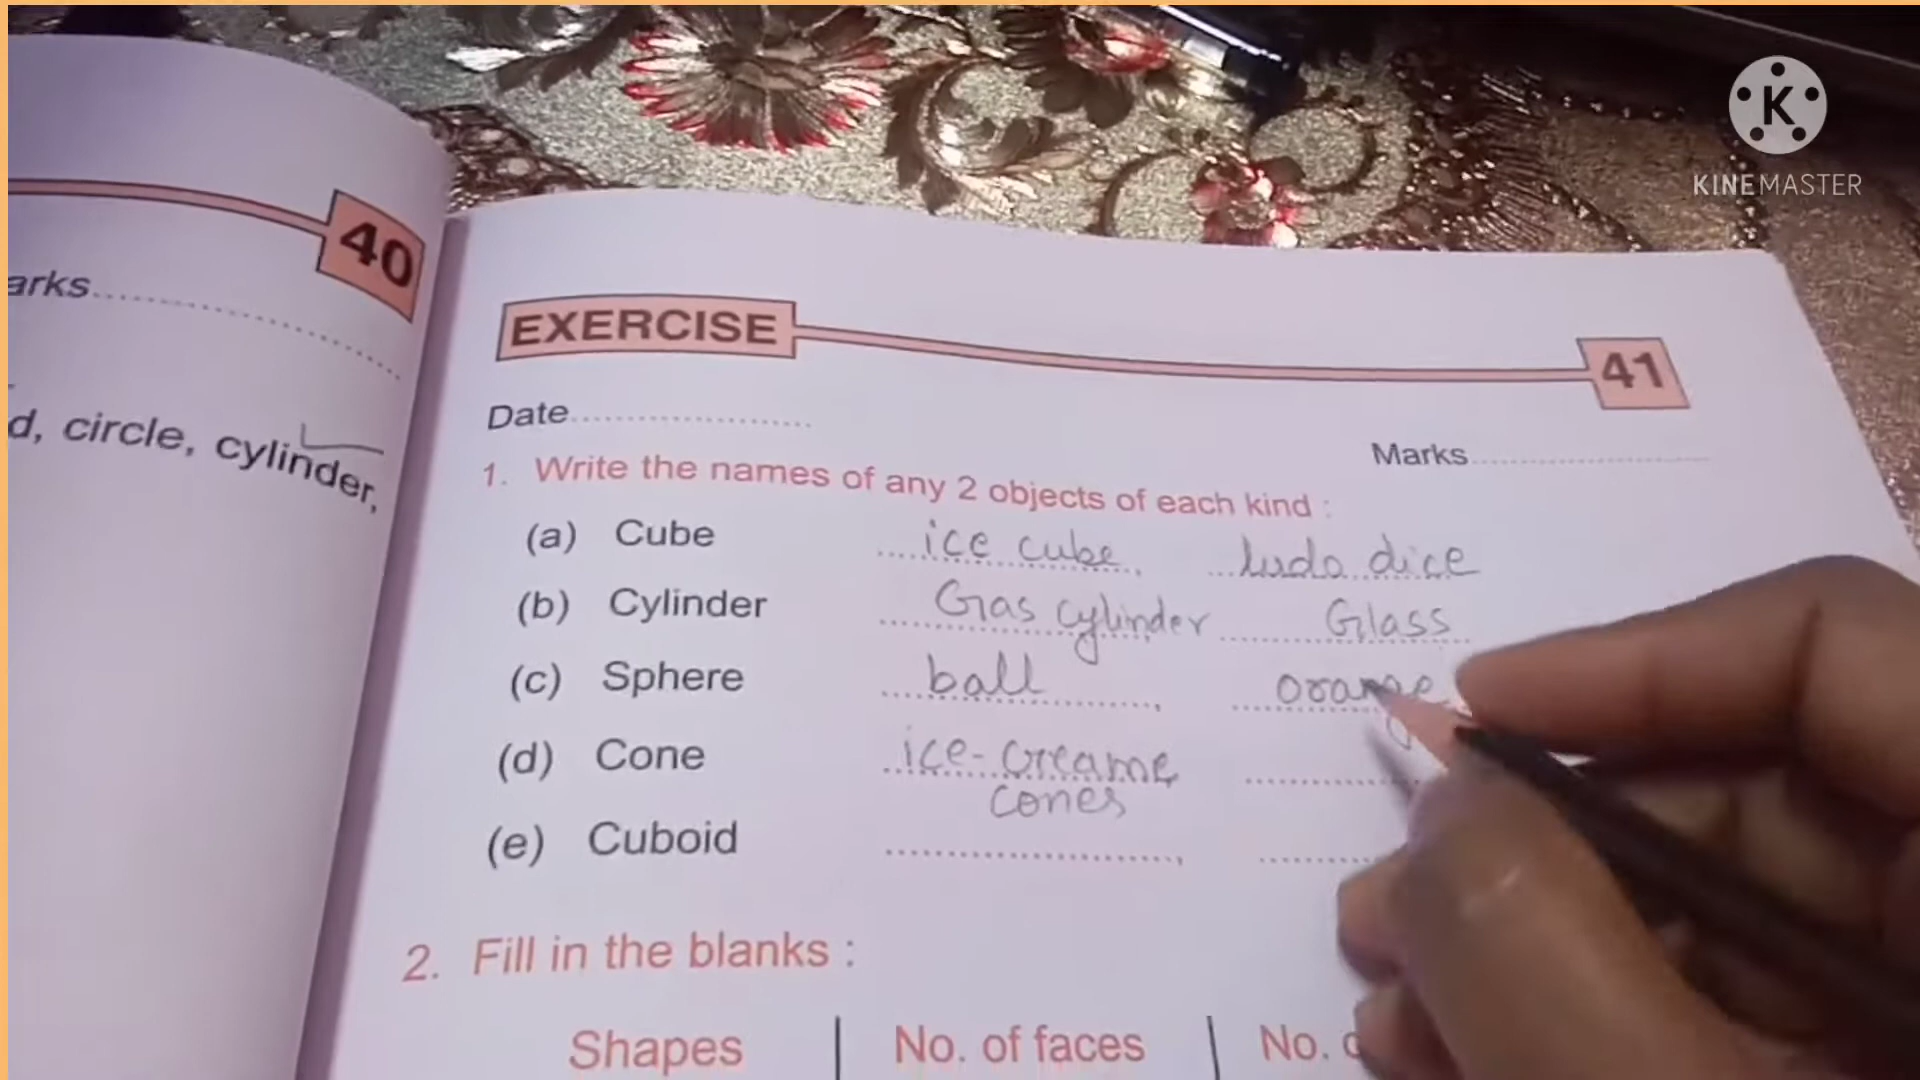 K
KINEMASTER
40
arks
d, circle, cylinder,
EXERCISE
41
Date
Marks
1. Write the names of any 2 objects of each kind :
(a) Cube ice cube, ludo dice
(b) Cylinder Gas cylinder Glass
(c) Sphere ball, orange
(d) Cone ice-creame
cones
(e) Cuboid ,
2. Fill in the blanks :
Shapes No. of faces No.